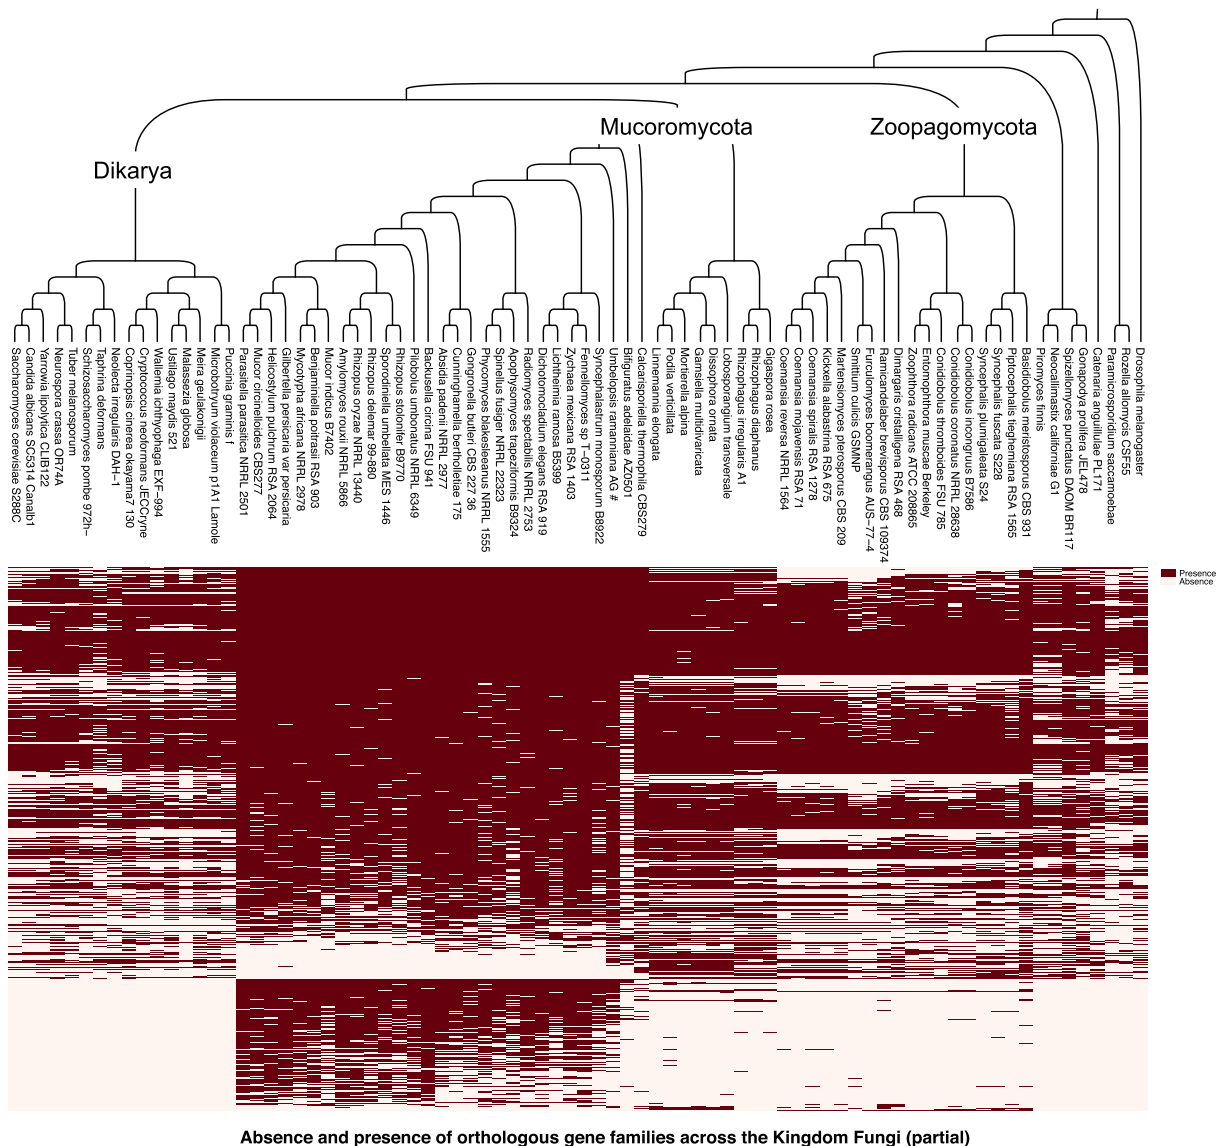 Mucoromycota
Zoopagomycota
Dikarya
Saccharomyces cerevisiae S288C
Candida albicans SC5314 Canalb1
Yarrowia lipolytica CLIB122
Neurospora crassa OR74A
Tuber melanosporum
Schizosaccharomyces pombe 972h-
Taphrina deformans
Neolecta irregularis DAH-1
Coprinopsis cinerea okayama7 130
Cryptococcus neoformans JECCryne
Wallemia ichthyophaga EXF-994
Ustilago maydis 521
Malassezia globosa
Meira geulakonigii
Microbotryum violaceum p1A1 Lamole
Puccinia graminis f
Parasitella parasitica NRRL 2501
Mucor circinelloides CBS277
Helicostylum pulchrum RSA 2064
Gilbertella persicaria var persicaria
Mycotypha africana NRRL 2978
Benjaminiella poitrasii RSA 903
Mucor indicus B7402
Amylomyces rouxii NRRL 5866
Rhizopus oryzae NRRL 13440
Rhizopus delemar 99-880
Sporodiniella umbellata MES 1446
Rhizopus stolonifer B9770
Pilobolus umbonatus NRRL 6349
Backusella circina FSU 941
Absidia padenii NRRL 2977
Cunninghamella bertholletiae 175
Gongronella butleri CBS 227 36
Phycomyces blakesleeanus NRRL 1555
Spinellus fusiger NRRL 22323
Apophysomyces trapeziformis B9324
Radiomyces spectabilis NRRL 2753
Dichotomocladium elegans RSA 919
Lichtheimia ramosa B5399
Zychaea mexicana RSA 1403
Fennellomyces sp T-0311
Syncephalastrum monosporum B8922
Umbelopsis ramanniana AG #
Bifiguratus adelaidae AZ0501
Calcarisporiella thermophila CBS279
Linnemannia elongata
Podila verticillata
Mortierella alpina
Gamsiella multidivaricata
Dissophora ornata
Lobosporangium transversale
Rhizophagus irregularis A1
Rhizophagus diaphanus
Gigaspora rosea
Coemansia reversa NRRL 1564
Coemansia mojavensis RSA 71
Coemansia spiralis RSA 1278
Kickxella alabastrina RSA 675
Martensiomyces pterosporus CBS 209
Smittium culicis GSMNP
Furculomyces boomerangus AUS-77-4
Ramicandelaber brevisporus CBS 109374
Dimargaris cristalligena RSA 468
Zoophthora radicans ATCC 208865
Entomophthora muscae Berkeley
Conidiobolus thromboides FSU 785
Conidiobolus coronatus NRRL 28638
Conidiobolus incongruus B7586
Syncephalis plumigaleata S24
Syncephalis fuscata S228
Piptocephalis tieghemiana RSA 1565
Basidiobolus meristosporus CBS 931
Piromyces finnis
Neocallimastix californiae G1
Spizellomyces punctatus DAOM BR117
Gonapodya prolifera JEL478
Catenaria anguillulae PL171
Paramicrosporidium saccamoebae
Rozella allomycis CSF55
Drosophila melanogaster
Presence
Absence
Absence and presence of orthologous gene families across the Kingdom Fungi (partial)